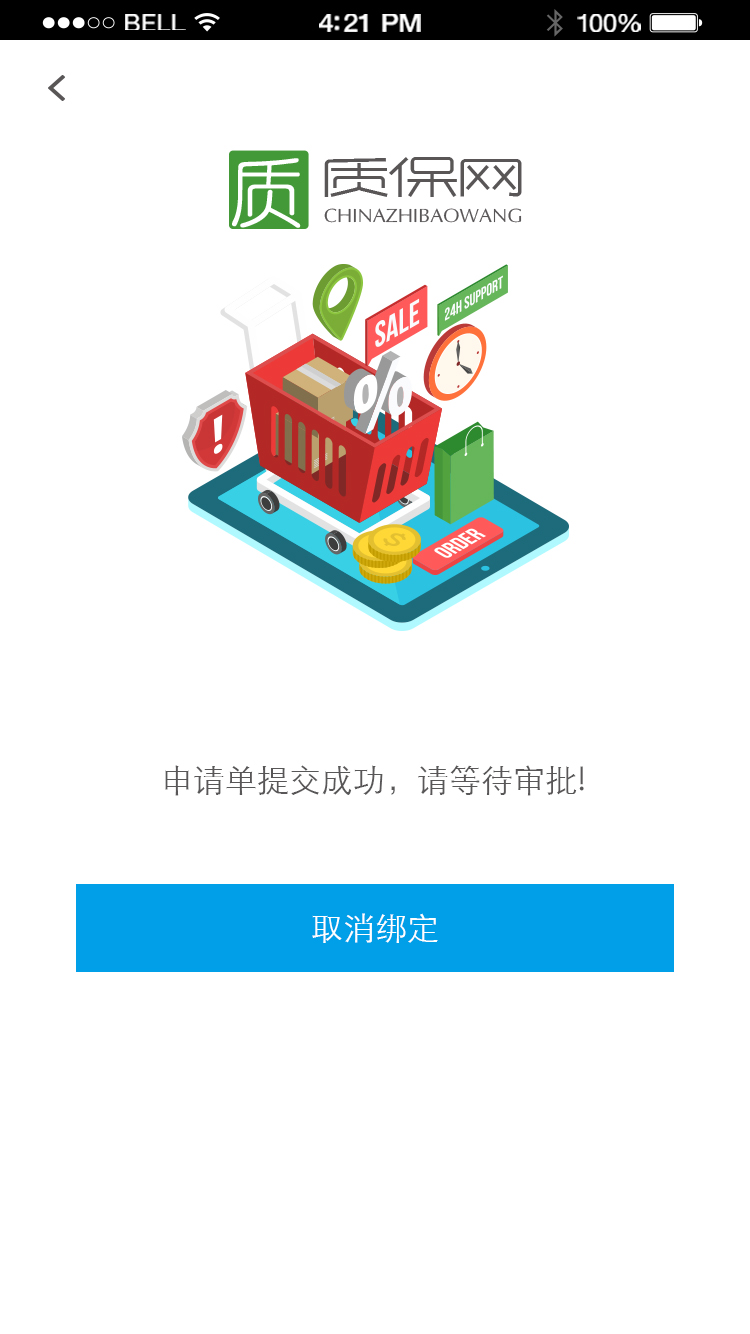 BELL 4:21 PM 100%
质 质保网
CHINAZHIBAOWANG
SALE
24H SUPPORT
%
!
$
ORDER
申请单提交成功，请等待审批!
取消绑定